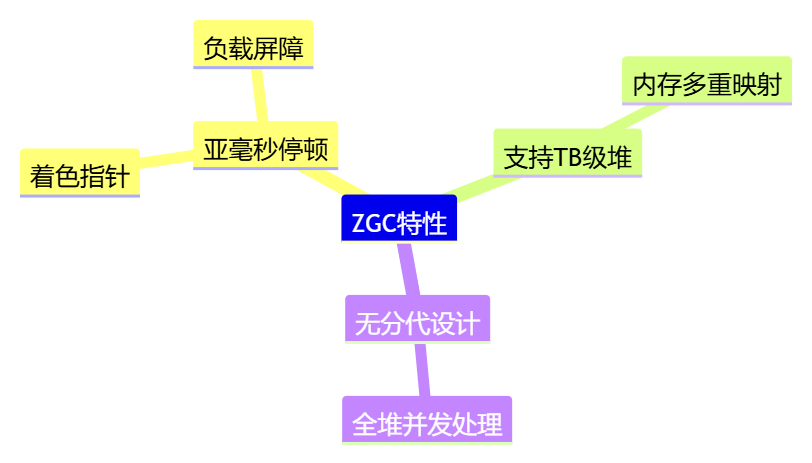 负载屏障
内存多重映射
亚毫秒停顿
支持TB级堆
着色指针
ZGC特性
无分代设计
全堆并发处理